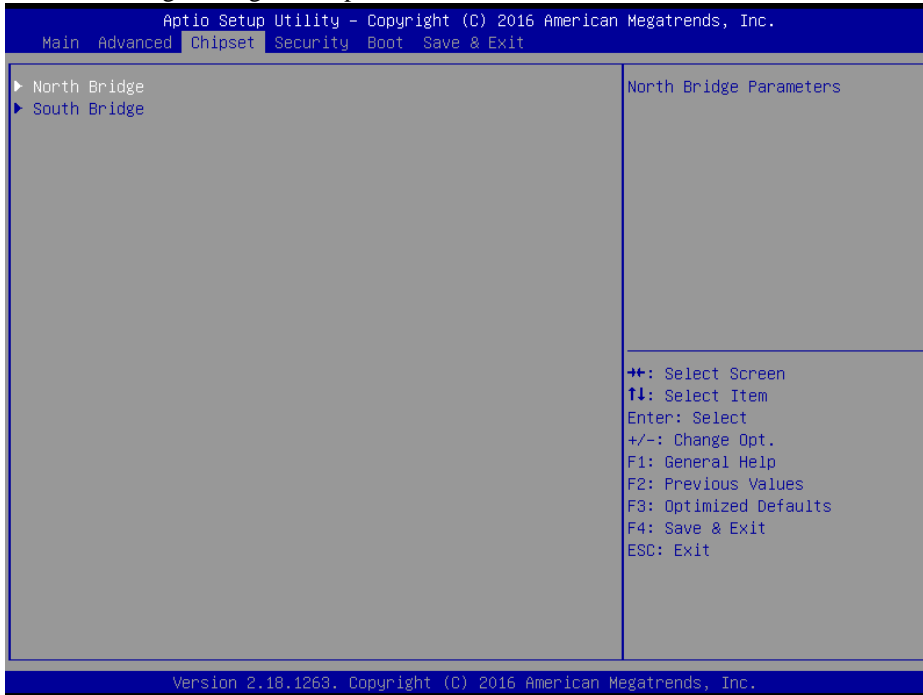 Aptio Setup Utility – Copyright (C) 2016 American Megatrends, Inc.
Main Advanced Chipset Security Boot Save & Exit
North Bridge
South Bridge
North Bridge Parameters
→←: Select Screen
↑↓: Select Item
Enter: Select
+/-: Change Opt.
F1: General Help
F2: Previous Values
F3: Optimized Defaults
F4: Save & Exit
ESC: Exit
Version 2.18.1263. Copyright (C) 2016 American Megatrends, Inc.